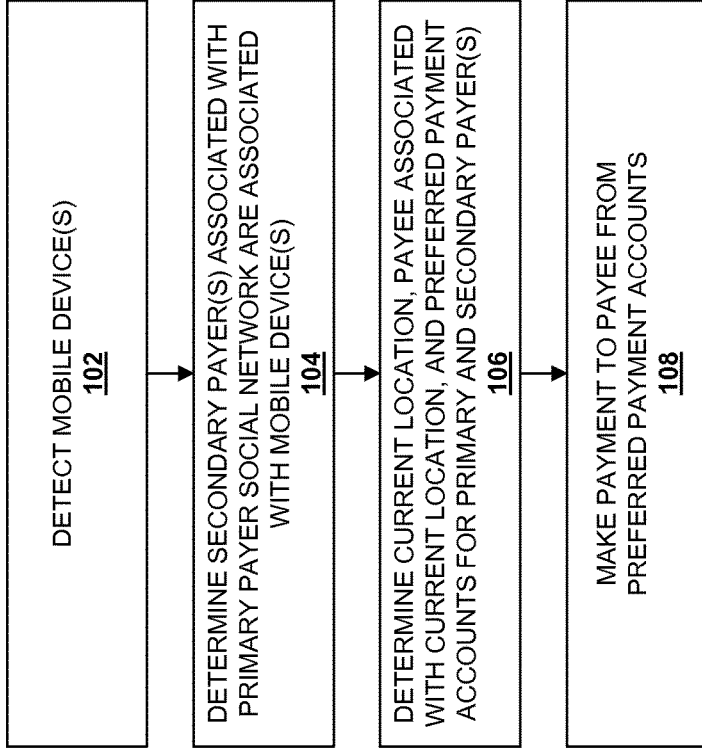 DETECT MOBILE DEVICE(S)
102
DETERMINE SECONDARY PAYER(S) ASSOCIATED WITH
PRIMARY PAYER SOCIAL NETWORK ARE ASSOCIATED
WITH MOBILE DEVICE(S)
104
DETERMINE CURRENT LOCATION, PAYEE ASSOCIATED
WITH CURRENT LOCATION, AND PREFERRED PAYMENT
ACCOUNTS FOR PRIMARY AND SECONDARY PAYER(S)
106
MAKE PAYMENT TO PAYEE FROM
PREFERRED PAYMENT ACCOUNTS
108